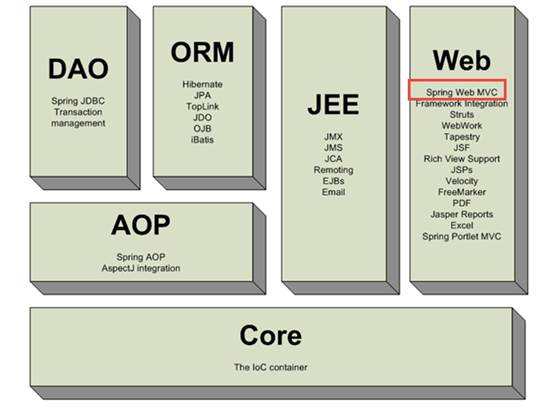 DAO
Spring JDBC
Transaction
management
ORM
Hibernate
JPA
TopLink
JDO
OJB
iBatis
JEE
JMX
JMS
JCA
Remoting
EJBs
Email
Web
Spring Web MVC
Framework Integration
Struts
WebWork
Tapestry
JSF
Rich View Support
JSPs
Velocity
FreeMarker
PDF
Jasper Reports
Excel
Spring Portlet MVC
AOP
Spring AOP
AspectJ integration
Core
The IoC container